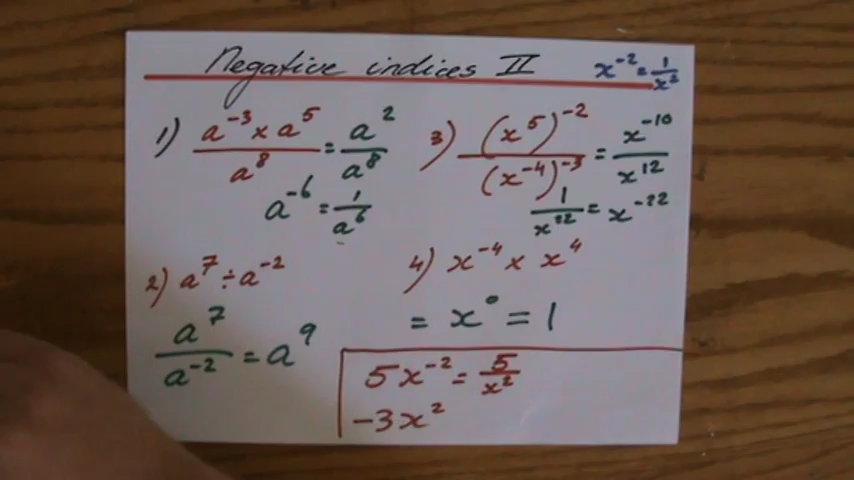 Negative indices II
x⁻² = 1/x²
1) (a⁻³ x a⁵)/a⁸ = a²/a⁸
a⁻⁶ = 1/a⁶
2) a⁷ ÷ a⁻²
a⁷/a⁻² = a⁹
3) (x⁵)⁻²/(x⁻⁴)⁻³ = x⁻¹⁰/x¹²
1/x²² = x⁻²²
4) x⁻⁴ x x⁴
= x⁰ = 1
5x⁻² = 5/x²
-3x²